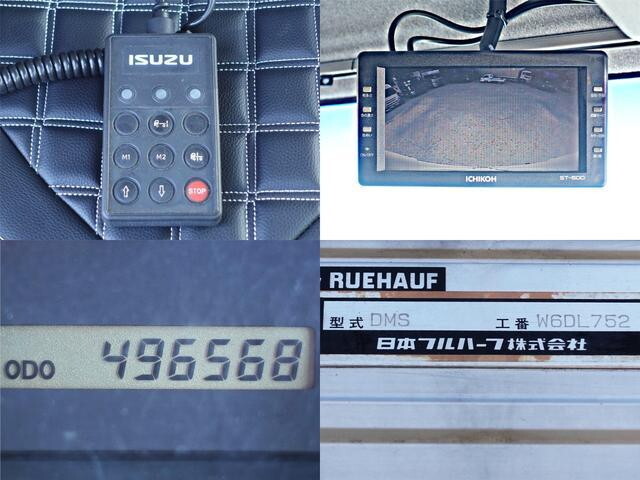 ISUZU
M1 M2
STOP
ICHIKOH
ST-600
ODO 496568
RUEHAUF
型式 DMS 工番 W6DL752
日本フルハーフ株式会社